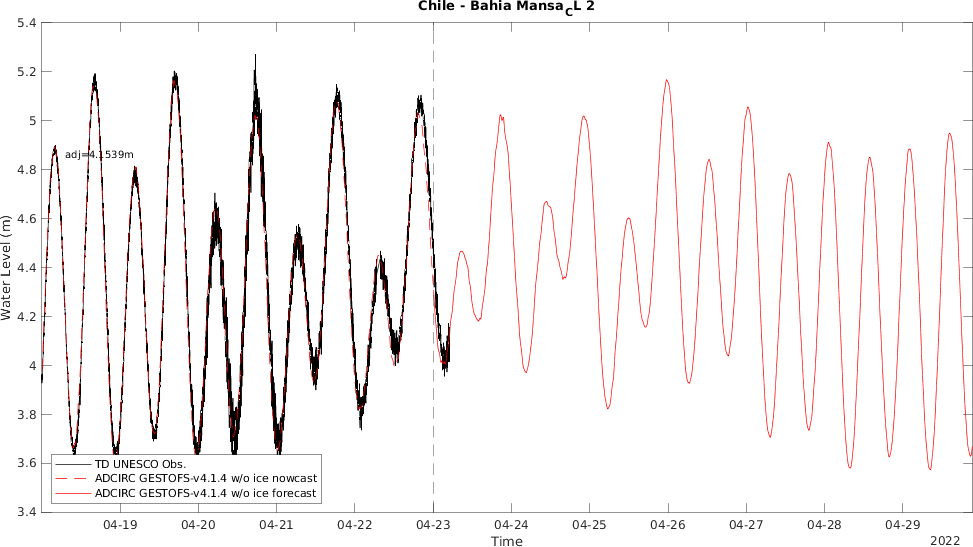 Chile - Bahia Mansa_CL 2
5.4
5.2
5
4.8
4.6
4.4
4.2
4
3.8
3.6
3.4
Water Level (m)
adj=4.1539m
TD UNESCO Obs.
ADCIRC GESTOFS-v4.1.4 w/o ice nowcast
ADCIRC GESTOFS-v4.1.4 w/o ice forecast
04-19 04-20 04-21 04-22 04-23 04-24 04-25 04-26 04-27 04-28 04-29
Time
2022